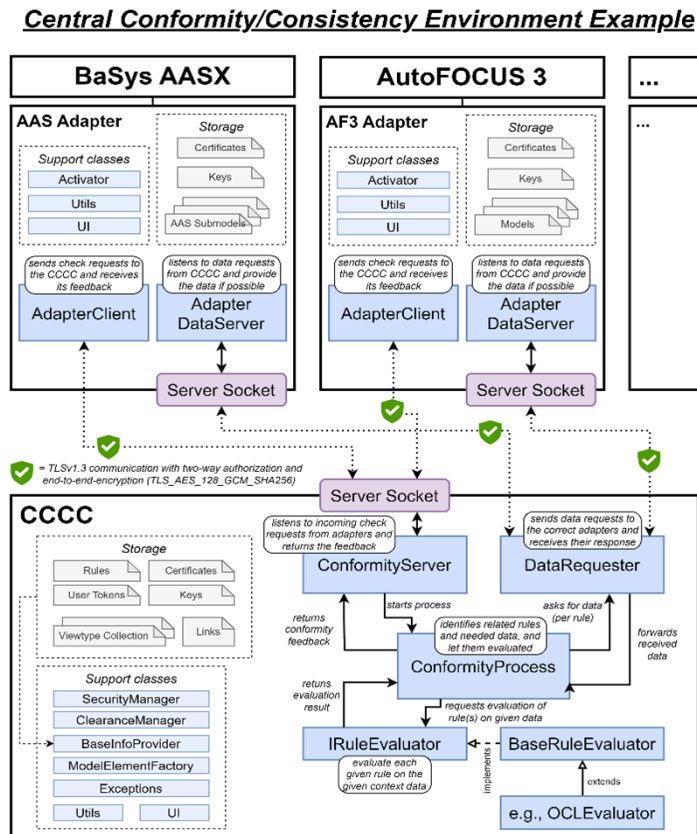 Central Conformity/Consistency Environment Example
BaSys AASX
AutoFOCUS 3
...
AAS Adapter
Support classes
Activator
Utils
UI
Storage
Certificates
Keys
AAS Submodels
sends check requests
to the CCCC and receives
its feedback
AdapterClient
listens to data requests
from CCCC and provide
the data if possible
Adapter
DataServer
Server Socket
AF3 Adapter
Support classes
Activator
Utils
UI
Storage
Certificates
Keys
Models
sends check requests
to the CCCC and receives
its feedback
AdapterClient
listens to data requests
from CCCC and provide
the data if possible
Adapter
DataServer
Server Socket
...
= TLSv1.3 communication with two-way authorization and
end-to-end-encryption (TLS_AES_128_GCM_SHA256)
Server Socket
CCCC
Storage
Rules
Certificates
User Tokens
Keys
Viewtype Collection
Links
Support classes
SecurityManager
ClearanceManager
BaseInfoProvider
ModelElementFactory
Exceptions
Utils
UI
listens to incoming check
requests from adapters and
returns the feedback
ConformityServer
sends data requests to
the correct adapters and
receives their response
DataRequester
returns
conformity
feedback
starts process
asks for data
(per rule)
forwards
received
data
identifies related rules
and needed data, and
let them evaluated
ConformityProcess
retuns
evaluation
result
requests evaluation of
rule(s) on given data
IRuleEvaluator
evaluate each
given rule on the
given context data
implements
BaseRuleEvaluator
extends
e.g., OCLEvaluator